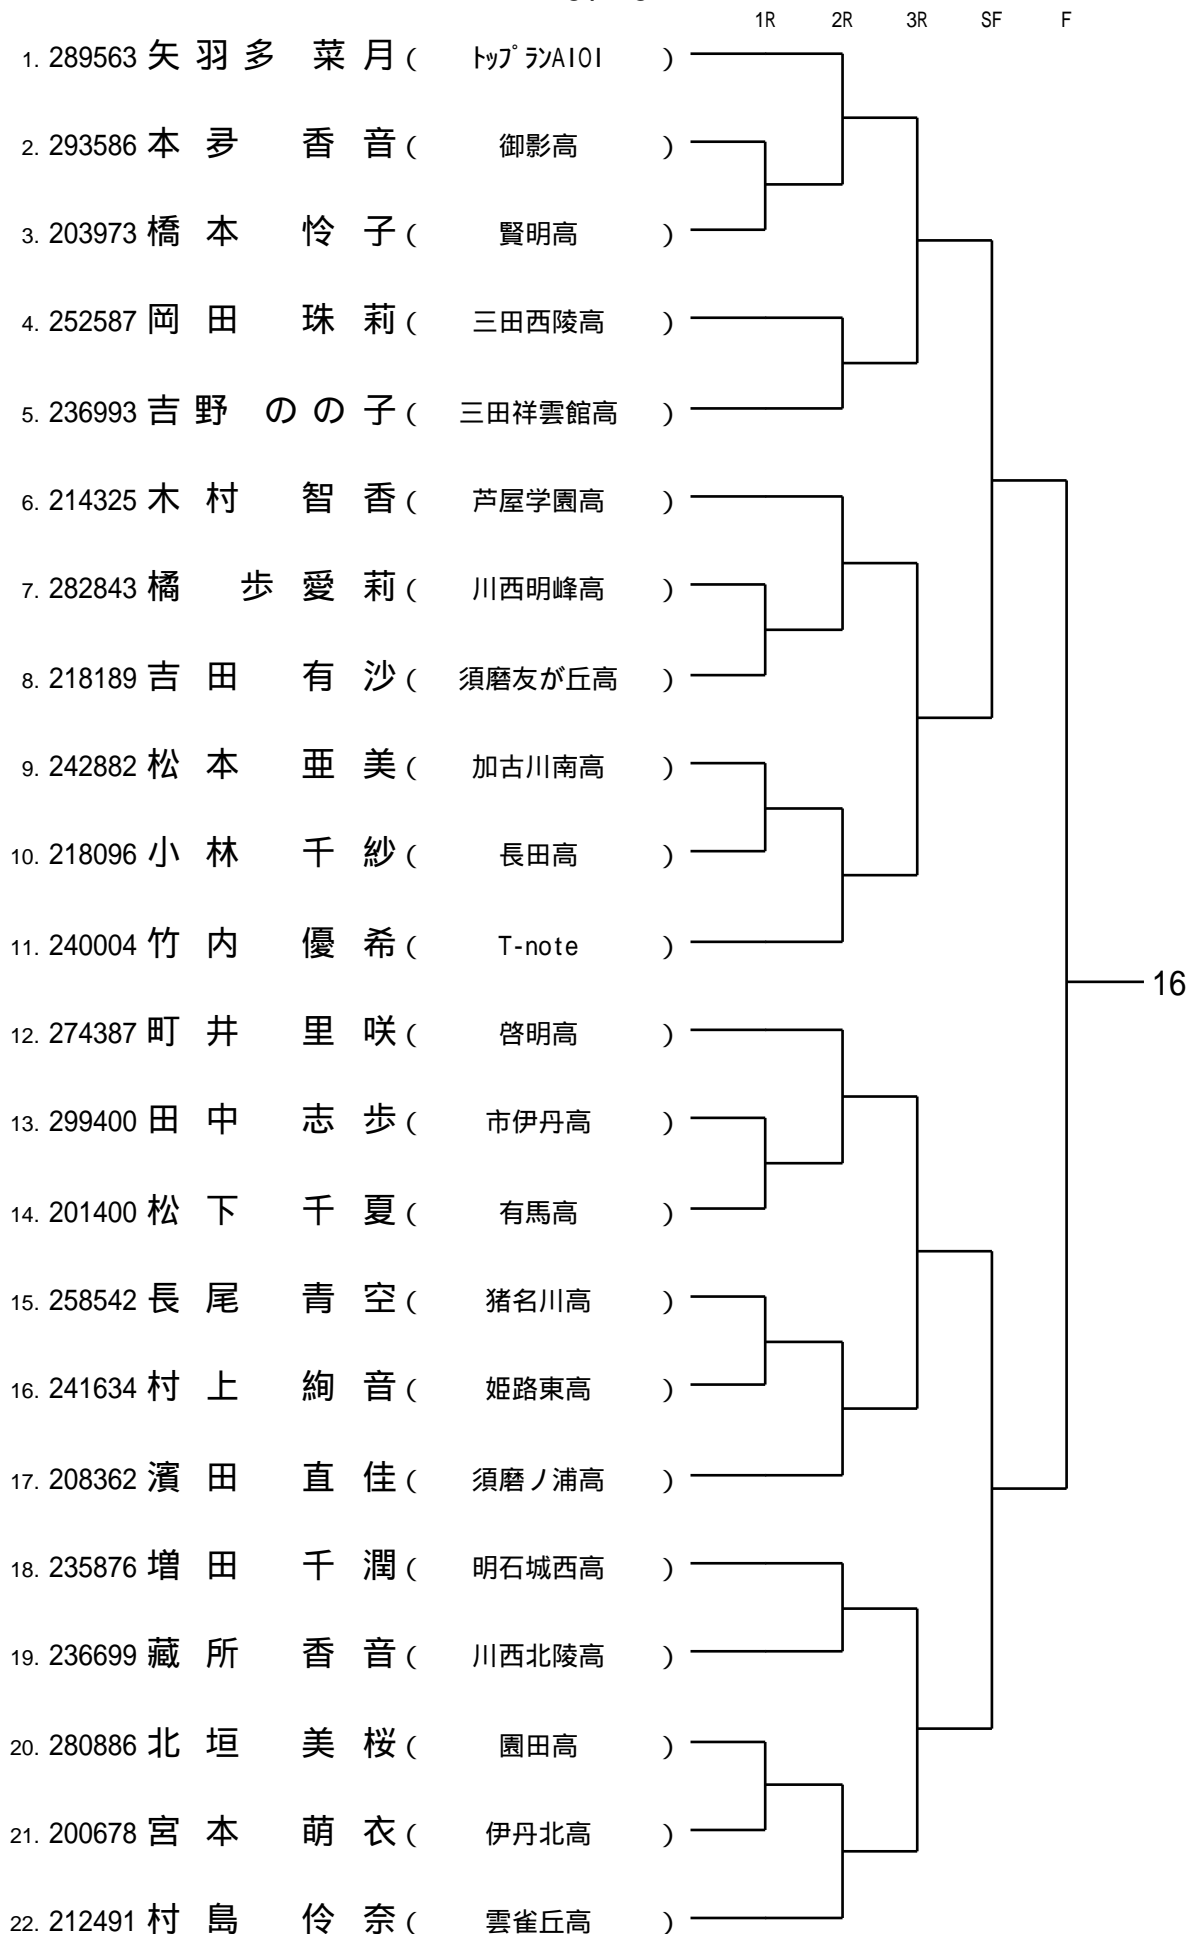 1R 2R 3R SF F
1. 289563 矢羽多 菜月 ( トップランAIOI )
2. 293586 本夛 香音 ( 御影高 )
3. 203973 橋本 怜子 ( 賢明高 )
4. 252587 岡田 珠莉 ( 三田西陵高 )
5. 236993 吉野 のの子 ( 三田祥雲館高 )
6. 214325 木村 智香 ( 芦屋学園高 )
7. 282843 橘 歩愛莉 ( 川西明峰高 )
8. 218189 吉田 有沙 ( 須磨友が丘高 )
9. 242882 松本 亜美 ( 加古川南高 )
10. 218096 小林 千紗 ( 長田高 )
11. 240004 竹内 優希 ( T-note )
16
12. 274387 町井 里咲 ( 啓明高 )
13. 299400 田中 志歩 ( 市伊丹高 )
14. 201400 松下 千夏 ( 有馬高 )
15. 258542 長尾 青空 ( 猪名川高 )
16. 241634 村上 絢音 ( 姫路東高 )
17. 208362 濱田 直佳 ( 須磨ノ浦高 )
18. 235876 増田 千潤 ( 明石城西高 )
19. 236699 藏所 香音 ( 川西北陵高 )
20. 280886 北垣 美桜 ( 園田高 )
21. 200678 宮本 萌衣 ( 伊丹北高 )
22. 212491 村島 伶奈 ( 雲雀丘高 )